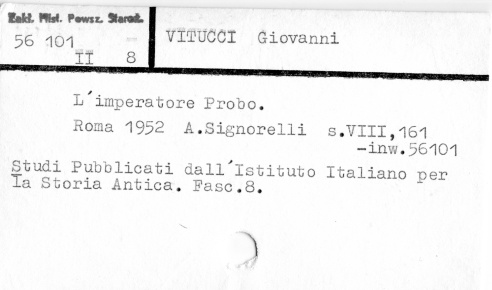 Zakł. Hist. Powsz. Staroż.
56 101
II 8
VITUCCI Giovanni
L´imperatore Probo.
Roma 1952 A.Signorelli s.VIII,161
-inw.56101
Studi Pubblicati dall´Istituto Italiano per
la Storia Antica. Fasc.8.